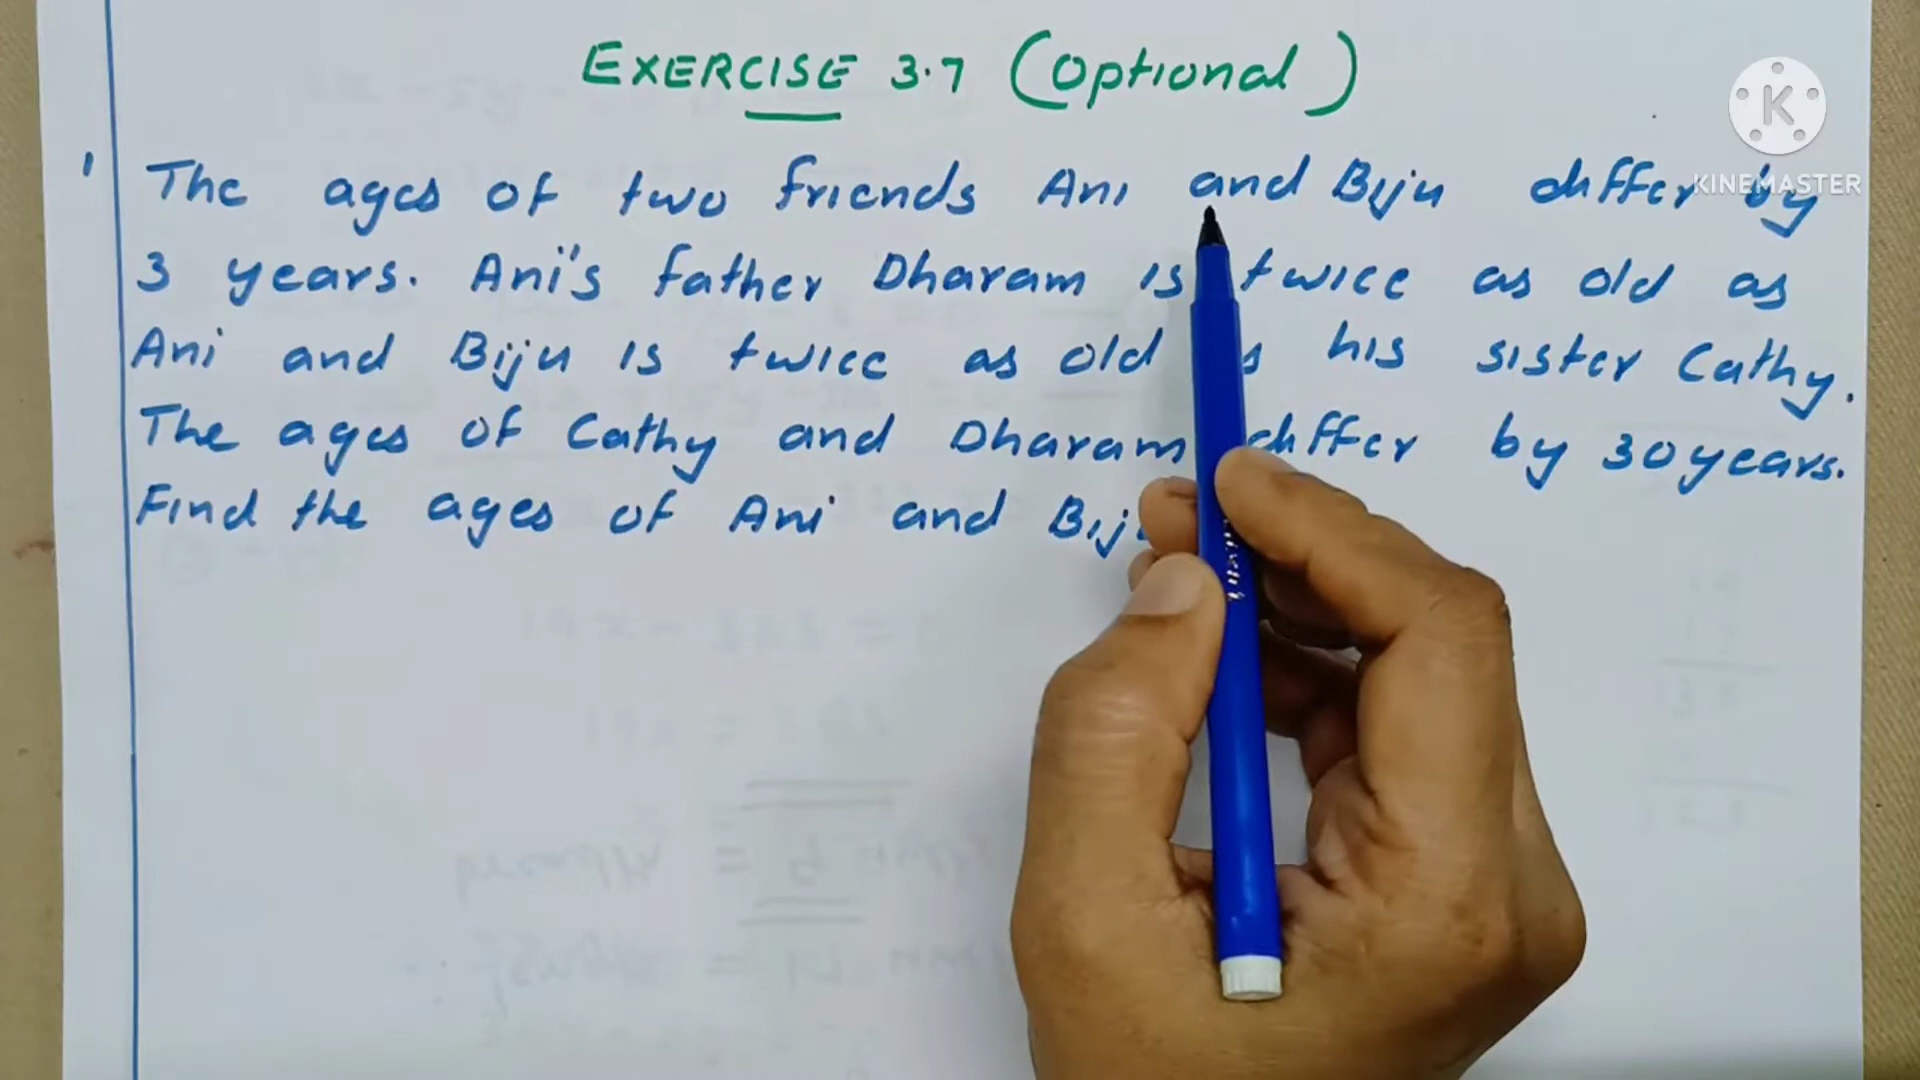 EXERCISE 3.7 (Optional)
K
KINEMASTER
1 The ages of two friends Ani and Biju differ by
3 years. Ani's father Dharam is twice as old as
Ani and Biju is twice as old his sister Cathy.
The ages of Cathy and Dharam differ by 30 years.
Find the ages of Ani and